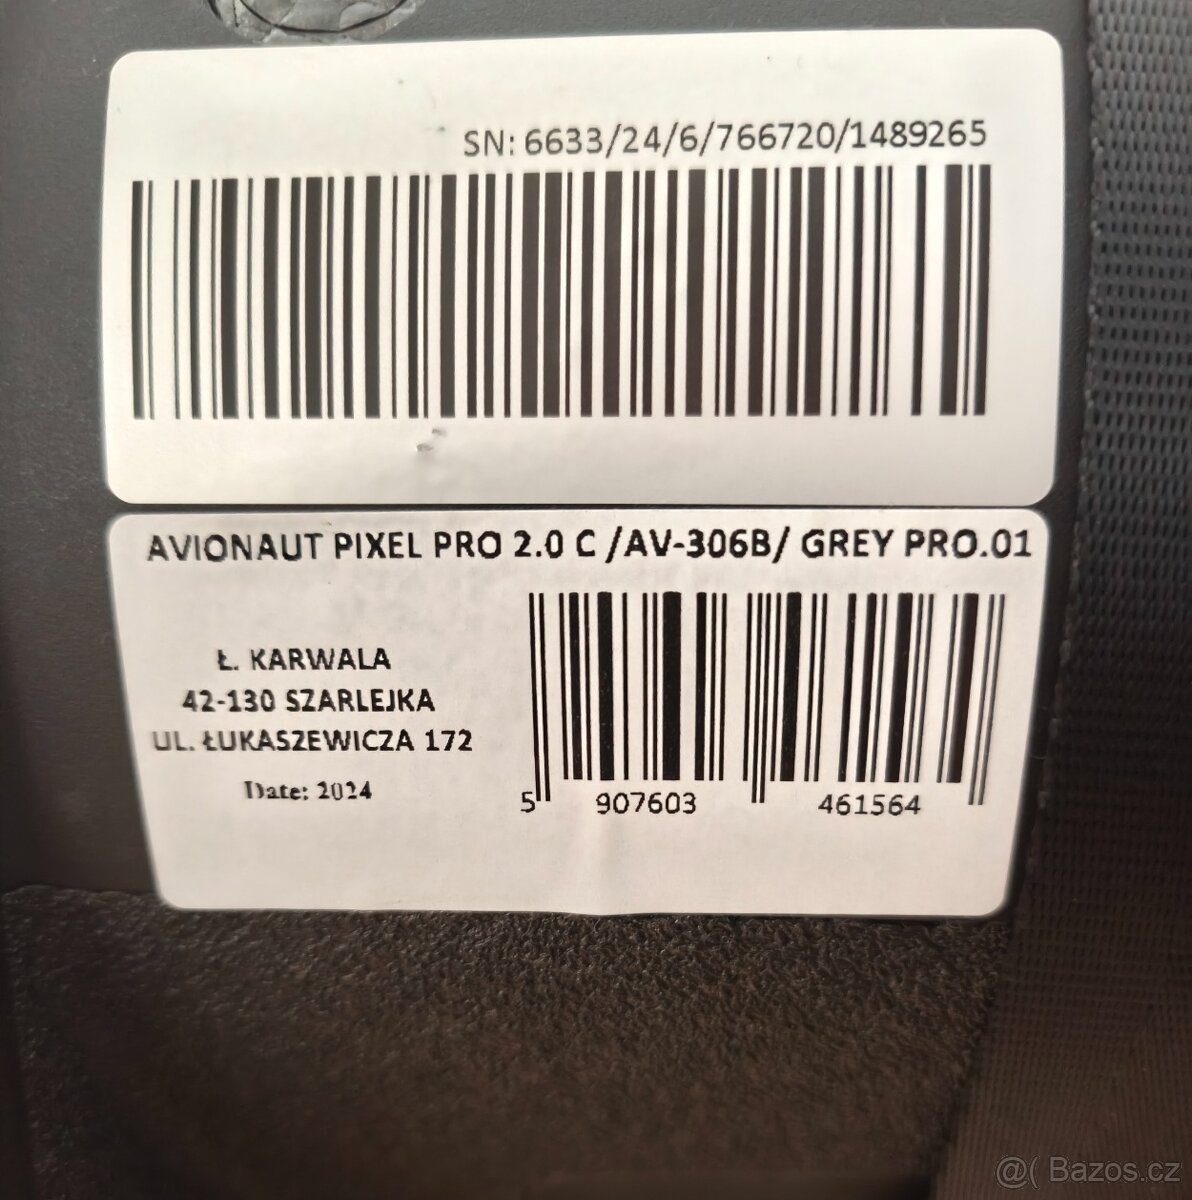 SN: 6633/24/6/766720/1489265
AVIONAUT PIXEL PRO 2.0 C /AV-306B/ GREY PRO.01
Ł. KARWALA
42-130 SZARLEJKA
UL. ŁUKASZEWICZA 172
Date: 2024
5 907603 461564
@( Bazos.cz